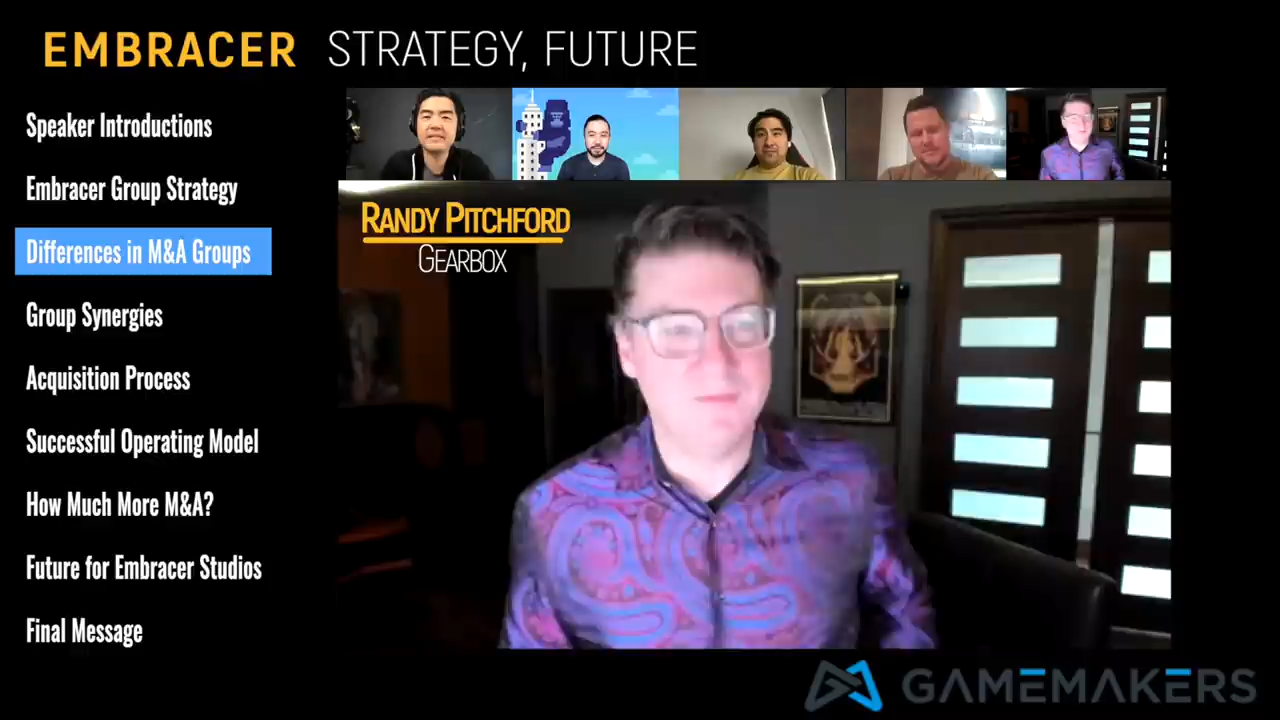 EMBRACER STRATEGY, FUTURE
Speaker Introductions
Embracer Group Strategy
Differences in M&A Groups
Group Synergies
Acquisition Process
Successful Operating Model
How Much More M&A?
Future for Embracer Studios
Final Message
RANDY PITCHFORD
GEARBOX
GAMEMAKERS